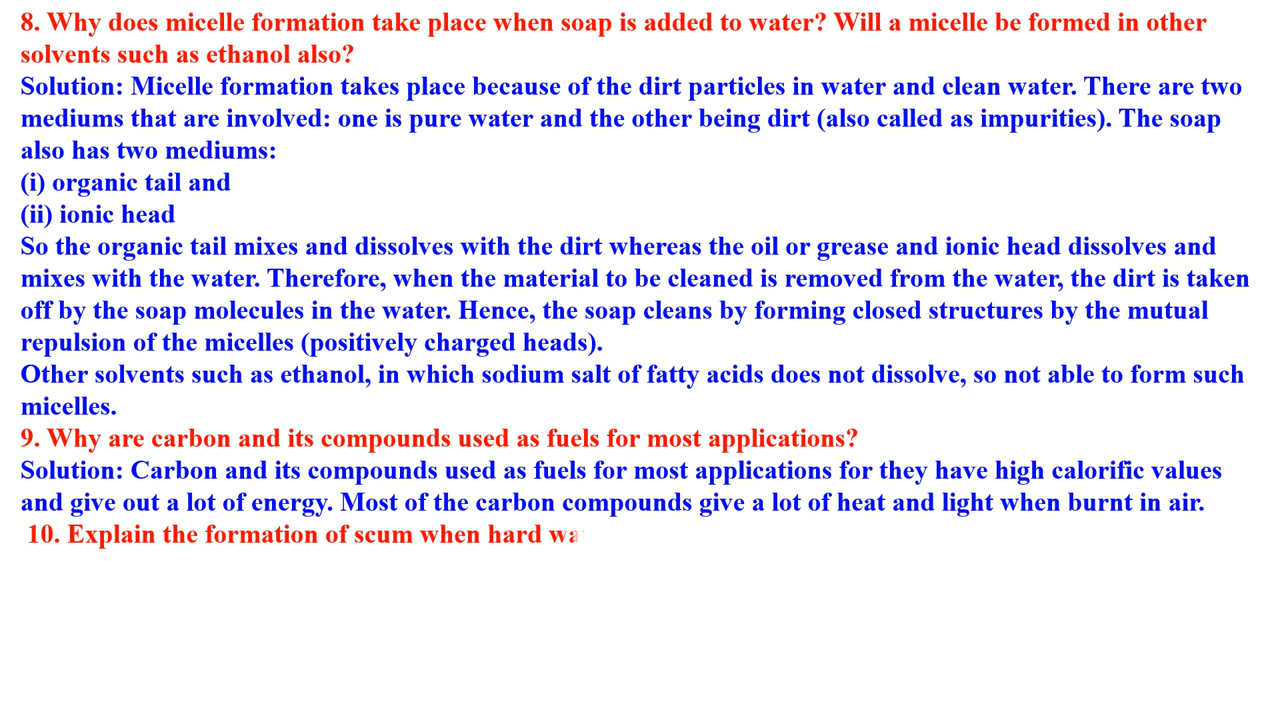 8. Why does micelle formation take place when soap is added to water? Will a micelle be formed in other
solvents such as ethanol also?
Solution: Micelle formation takes place because of the dirt particles in water and clean water. There are two
mediums that are involved: one is pure water and the other being dirt (also called as impurities). The soap
also has two mediums:
(i) organic tail and
(ii) ionic head
So the organic tail mixes and dissolves with the dirt whereas the oil or grease and ionic head dissolves and
mixes with the water. Therefore, when the material to be cleaned is removed from the water, the dirt is taken
off by the soap molecules in the water. Hence, the soap cleans by forming closed structures by the mutual
repulsion of the micelles (positively charged heads).
Other solvents such as ethanol, in which sodium salt of fatty acids does not dissolve, so not able to form such
micelles.
9. Why are carbon and its compounds used as fuels for most applications?
Solution: Carbon and its compounds used as fuels for most applications for they have high calorific values
and give out a lot of energy. Most of the carbon compounds give a lot of heat and light when burnt in air.
10. Explain the formation of scum when hard